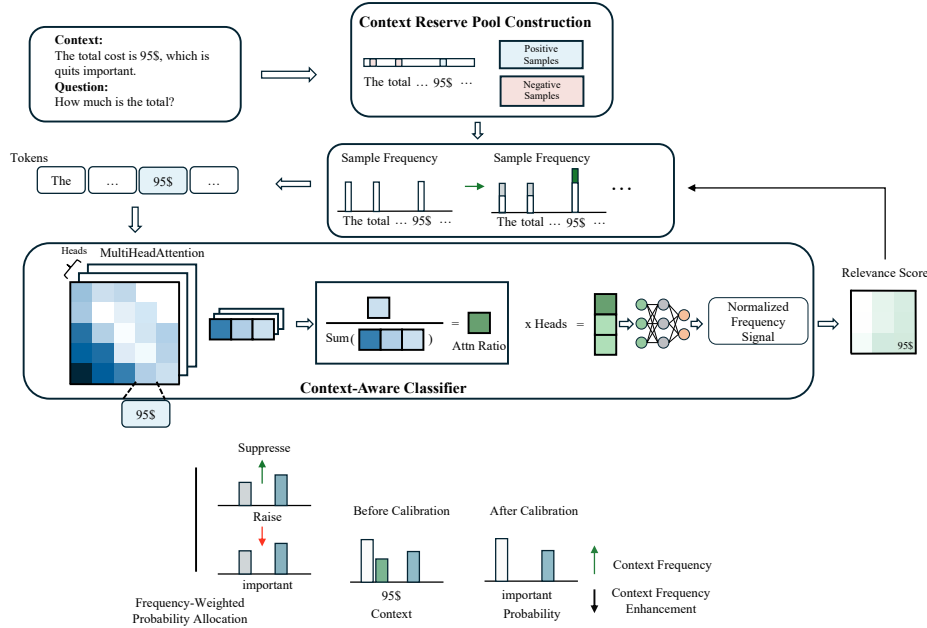 Context:
The total cost is 95$, which is
quits important.
Question:
How much is the total?
Context Reserve Pool Construction
The total … 95$ …
Positive
Samples
Negative
Samples
Tokens
The
…
95$
…
Sample Frequency
The total … 95$ …
Sample Frequency
The total … 95$ …
…
Heads
MultiHeadAttention
95$
Sum( )
=
Attn Ratio
x Heads =
Normalized
Frequency
Signal
Context-Aware Classifier
Relevance Score
95$
Suppresse
Raise
important
Frequency-Weighted
Probability Allocation
Before Calibration
95$
Context
After Calibration
important
Probability
Context Frequency
Context Frequency
Enhancement